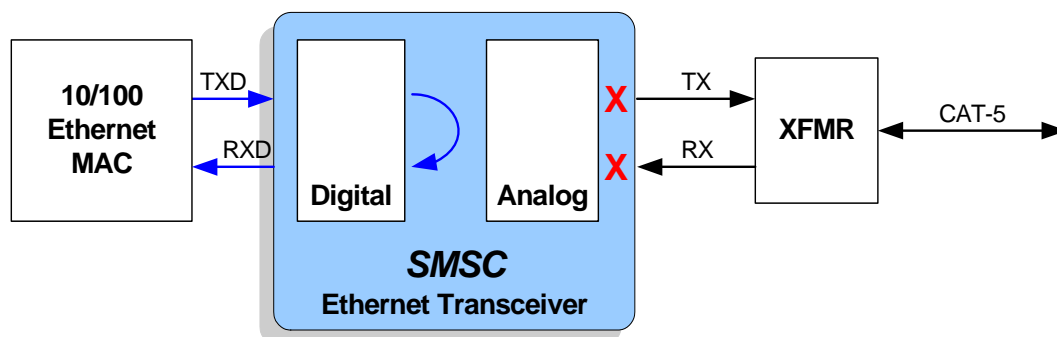 10/100
Ethernet
MAC
TXD
RXD
Digital
Analog
X
X
SMSC
Ethernet Transceiver
TX
RX
XFMR
CAT-5